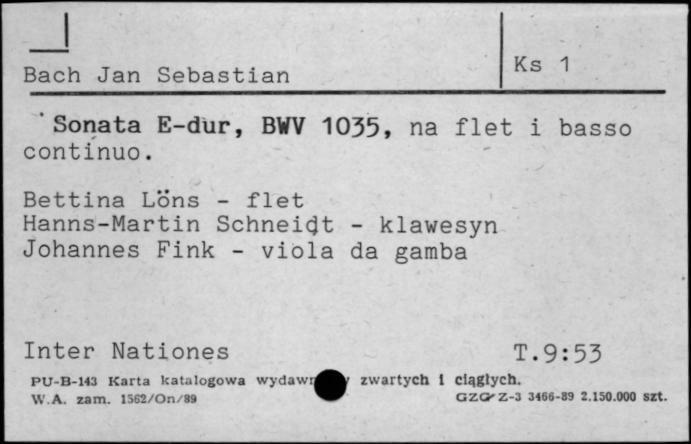 Bach Jan Sebastian
Ks 1
Sonata E-dur, BWV 1035, na flet i basso
continuo.
Bettina Löns - flet
Hanns-Martin Schneidt - klawesyn
Johannes Fink - viola da gamba
Inter Nationes T.9:53
PU-B-143 Karta katalogowa zwartych i ciągłych.
W.A. zam. 1562/On/89 GZG Z-3 3466-89 2.150.000 szt.